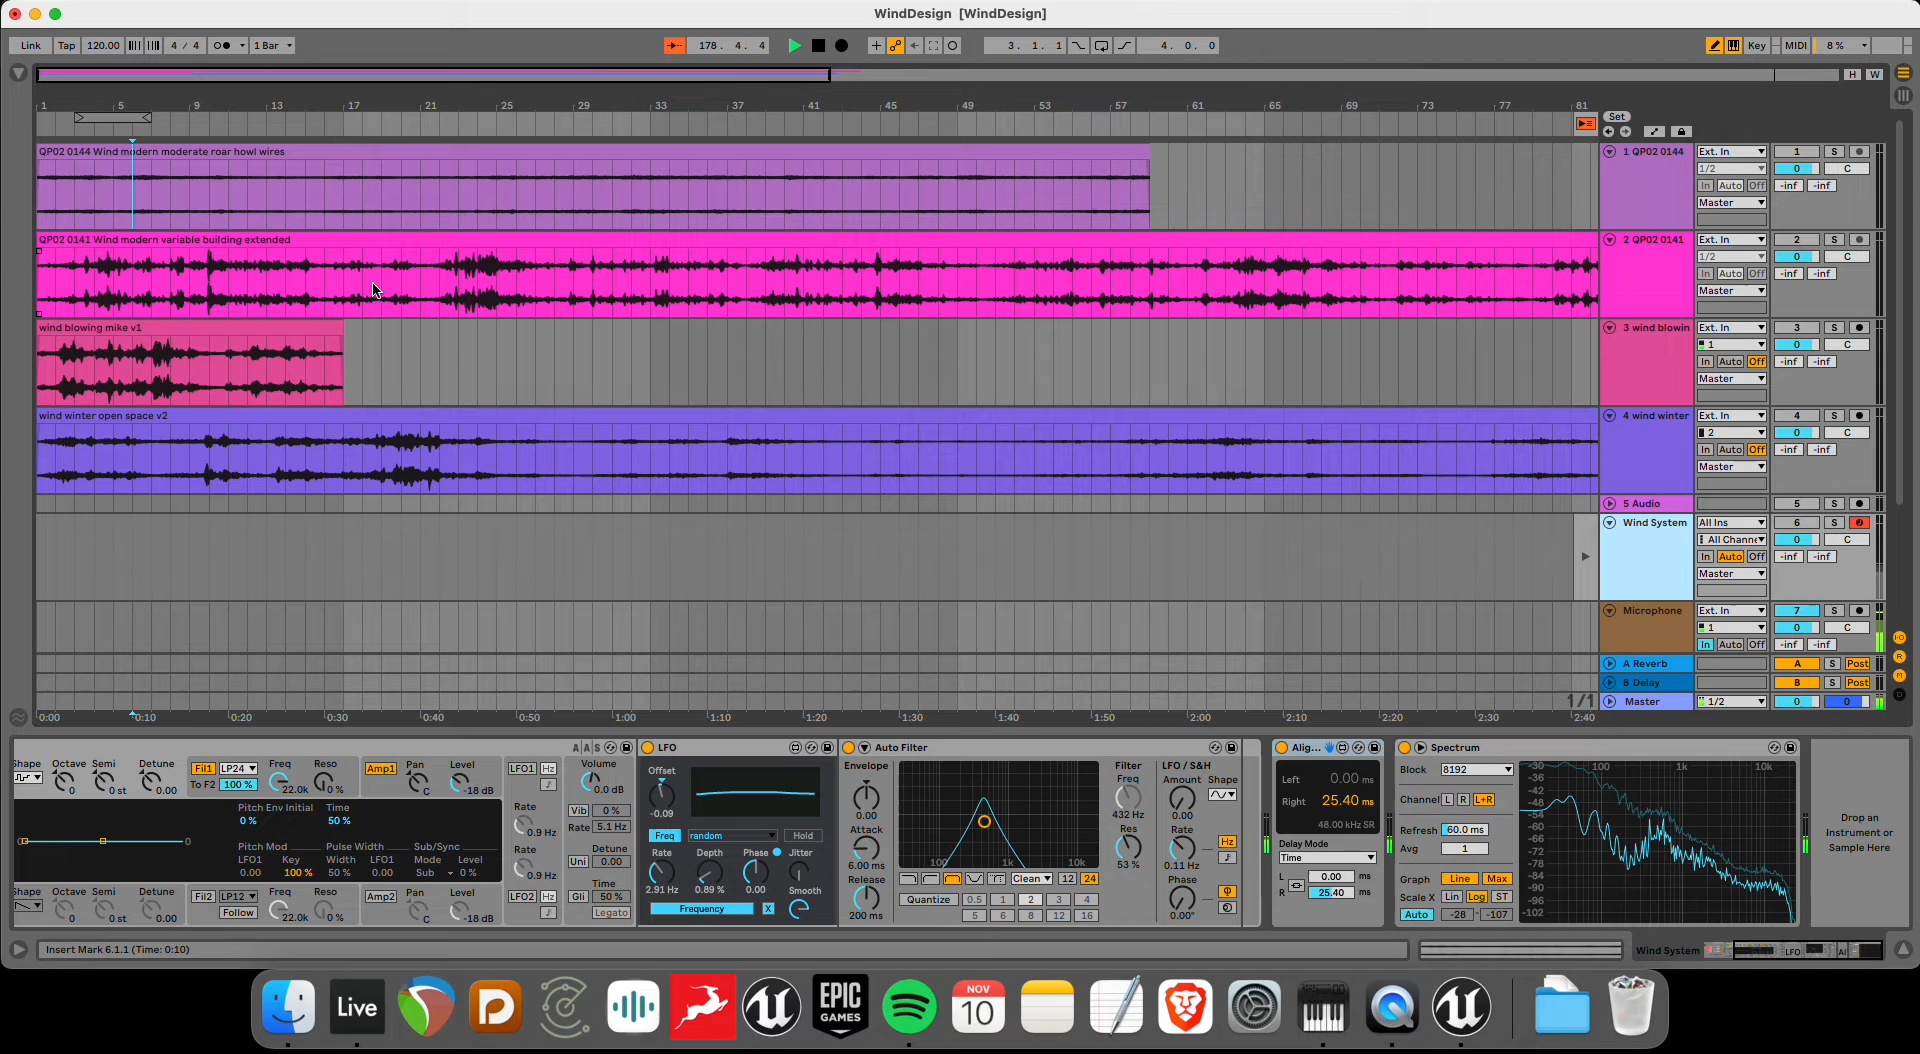 WindDesign [WindDesign]
Link Tap 120.00 4 / 4 1 Bar 178. 4. 4 3. 1. 1 4. 0. 0 Key MIDI 8 %
H W
1 5 9 13 17 21 25 29 33 37 41 45 49 53 57 61 65 69 73 77 81
Set
QP02 0144 Wind modern moderate roar howl wires
1 QP02 0144 Ext. In 1 S
1/2 0 C
In Auto Off -inf -inf
Master
QP02 0141 Wind modern variable building extended
2 QP02 0141 Ext. In 2 S
1/2 0 C
In Auto Off -inf -inf
Master
wind blowing mike v1
3 wind blowin Ext. In 3 S
1 0 C
In Auto Off -inf -inf
Master
wind winter open space v2
4 wind winter Ext. In 4 S
2 0 C
In Auto Off -inf -inf
Master
5 Audio 5 S
Wind System All Ins 6 S
All Channe 0 C
In Auto Off -inf -inf
Master
Microphone Ext. In 7 S
1 0 C
In Auto Off -inf -inf
A Reverb A S Post
B Delay B S Post
1/1 Master 1/2 0 0
0:00 0:10 0:20 0:30 0:40 0:50 1:00 1:10 1:20 1:30 1:40 1:50 2:00 2:10 2:20 2:30 2:40
A A S
Shape Octave Semi Detune
0 0 st 0.00
Fil1 LP24 Freq Reso
To F2 100 % 22.0k 0 %
Amp1 Pan Level
C -18 dB
LFO1 Hz
Rate
0.9 Hz
Rate
0.9 Hz
LFO2 Hz
Volume
0.0 dB
Vib 0 %
Rate 5.1 Hz
Detune
Uni 0.00
Time
Gli 50 %
Legato
Pitch Env Initial Time
0 % 50 %
0
Pitch Mod Pulse Width Sub/Sync
LFO1 Key Width LFO1 Mode Level
0.00 100 % 50 % 0.00 Sub 0 %
Shape Octave Semi Detune
0 0 st 0.00
Fil2 LP12 Freq Reso
Follow 22.0k 0 %
Amp2 Pan Level
C -18 dB
LFO
Offset
-0.09
Freq random Hold
Rate Depth Phase Jitter
2.91 Hz 0.89 % 0.00
Smooth
Frequency X
Auto Filter
Envelope
0.00
Attack
6.00 ms
Release
200 ms
100 1k 10k
Clean 12 24
Quantize 0.5 1 2 3 4
5 6 8 12 16
Filter
Freq
432 Hz
Res
53 %
LFO / S&H
Amount Shape
0.00
Rate Hz
0.11 Hz
Phase
0.00°
Alig...
Left 0.00 ms
Right 25.40 ms
48.00 kHz SR
Delay Mode
Time
L 0.00 ms
R 25.40 ms
Spectrum
Block 8192
Channel L R L+R
Refresh 60.0 ms
Avg 1
Graph Line Max
Scale X Lin Log ST
Auto -28 -107
100 1k 10k
-30
-36
-42
-48
-54
-60
-66
-72
-78
-84
-90
-96
-102
Drop an
Instrument or
Sample Here
Insert Mark 6.1.1 (Time: 0:10)
Wind System LFO Al
Live
EPIC
GAMES
NOV
10